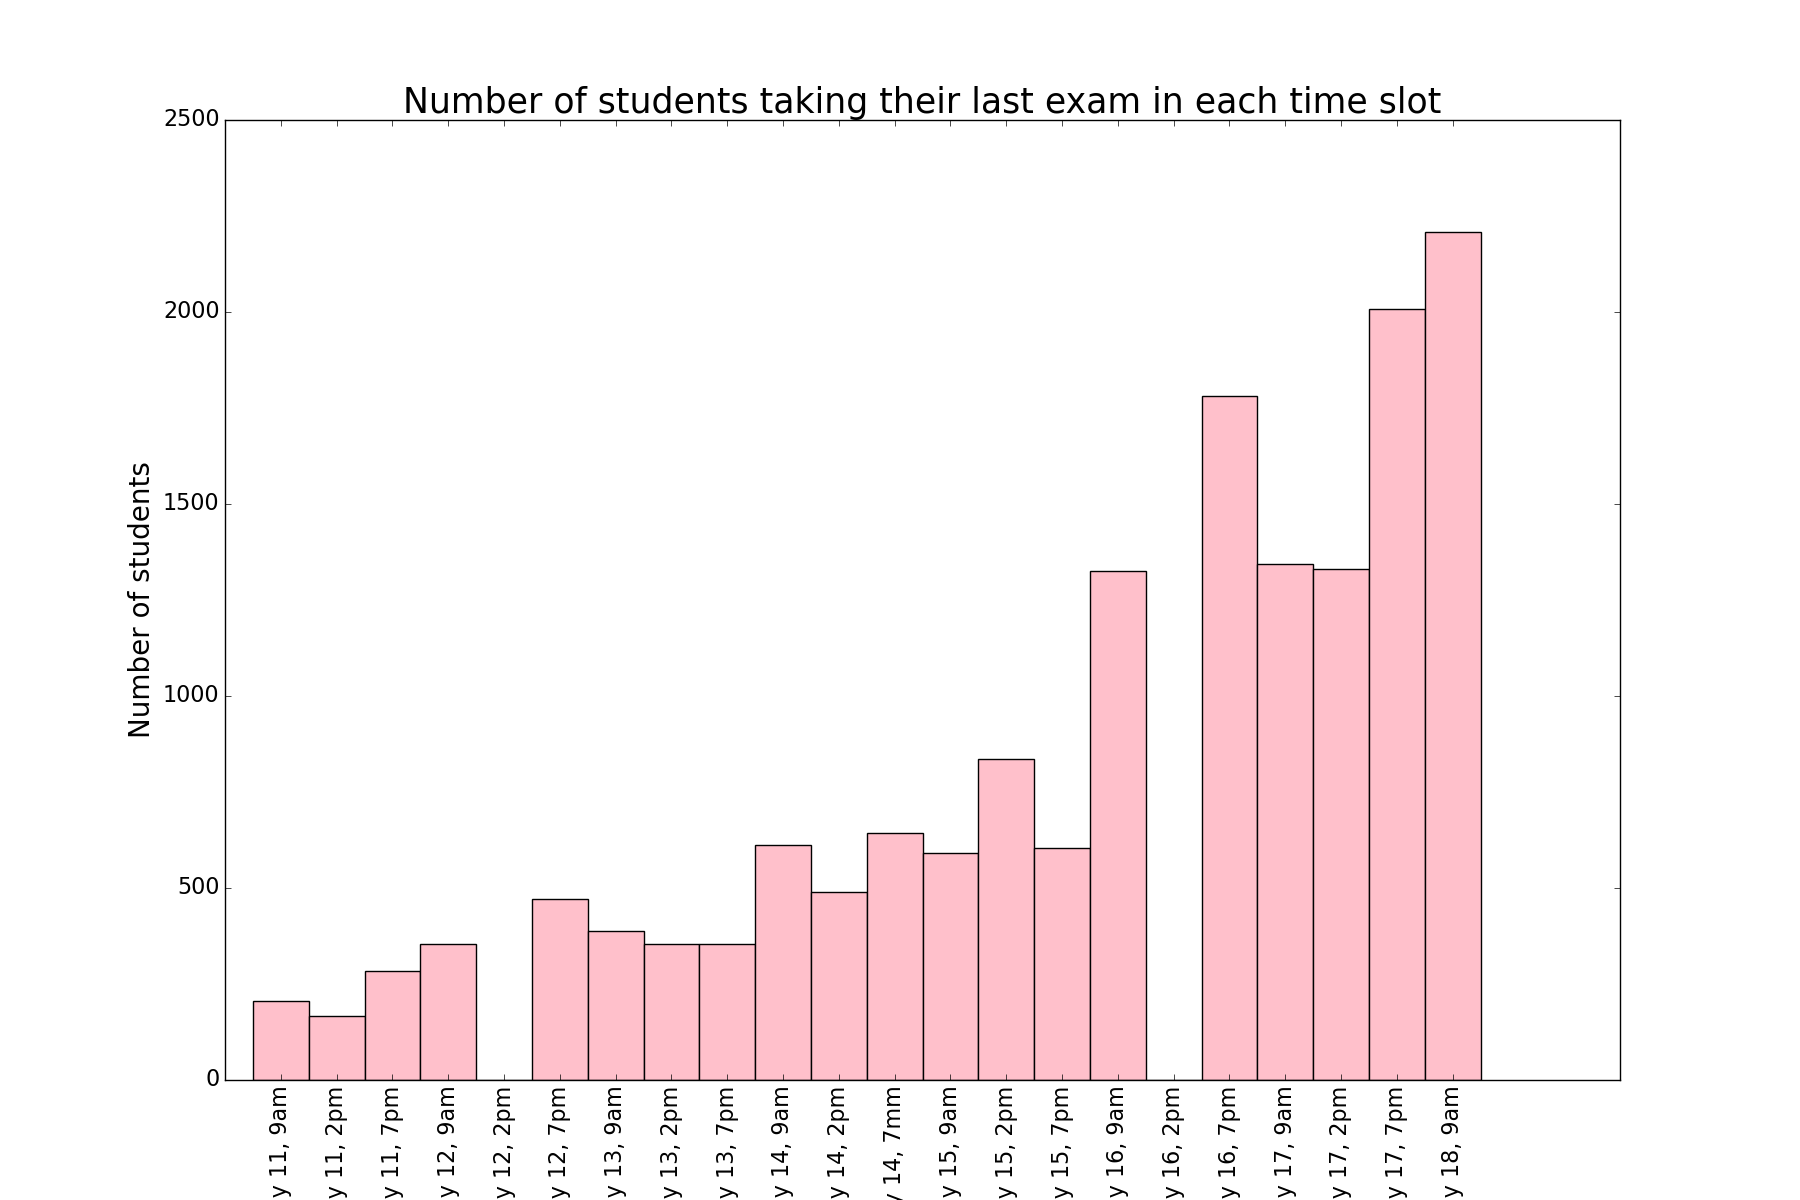 Number of students taking their last exam in each time slot
Number of students
2500
2000
1500
1000
500
0
y 11, 9am
y 11, 2pm
y 11, 7pm
y 12, 9am
y 12, 2pm
y 12, 7pm
y 13, 9am
y 13, 2pm
y 13, 7pm
y 14, 9am
y 14, 2pm
y 14, 7mm
y 15, 9am
y 15, 2pm
y 15, 7pm
y 16, 9am
y 16, 2pm
y 16, 7pm
y 17, 9am
y 17, 2pm
y 17, 7pm
y 18, 9am